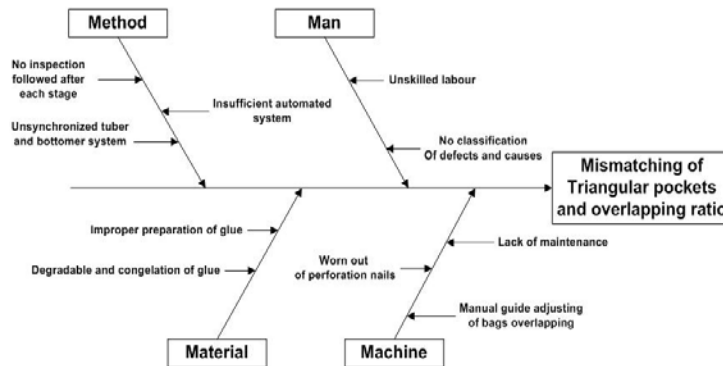 Method
Man
No inspection
followed after
each stage
Unskilled labour
Insufficient automated
system
Unsynchronized tuber
and bottomer system
No classification
Of defects and causes
Mismatching of
Triangular pockets
and overlapping ratio
Improper preparation of glue
Lack of maintenance
Worn out
of perforation nails
Degradable and congelation of glue
Manual guide adjusting
of bags overlapping
Material
Machine